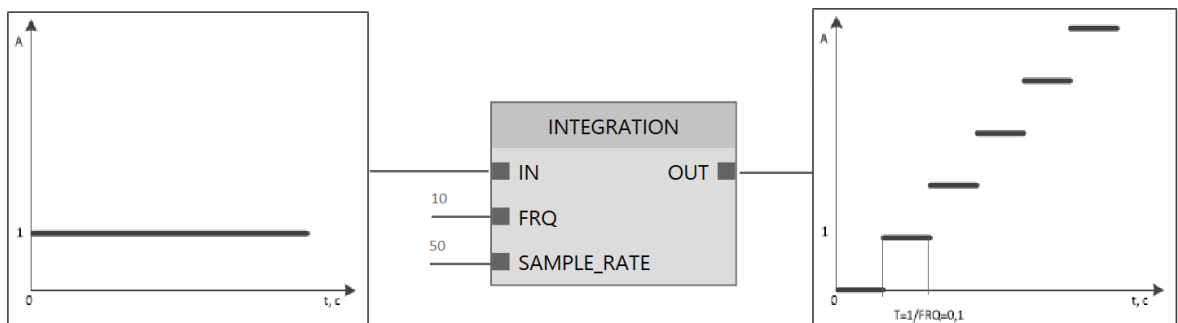 A
1
0
t, c
INTEGRATION
IN
OUT
10
FRQ
50
SAMPLE_RATE
A
1
0
t, c
T=1/FRQ=0,1